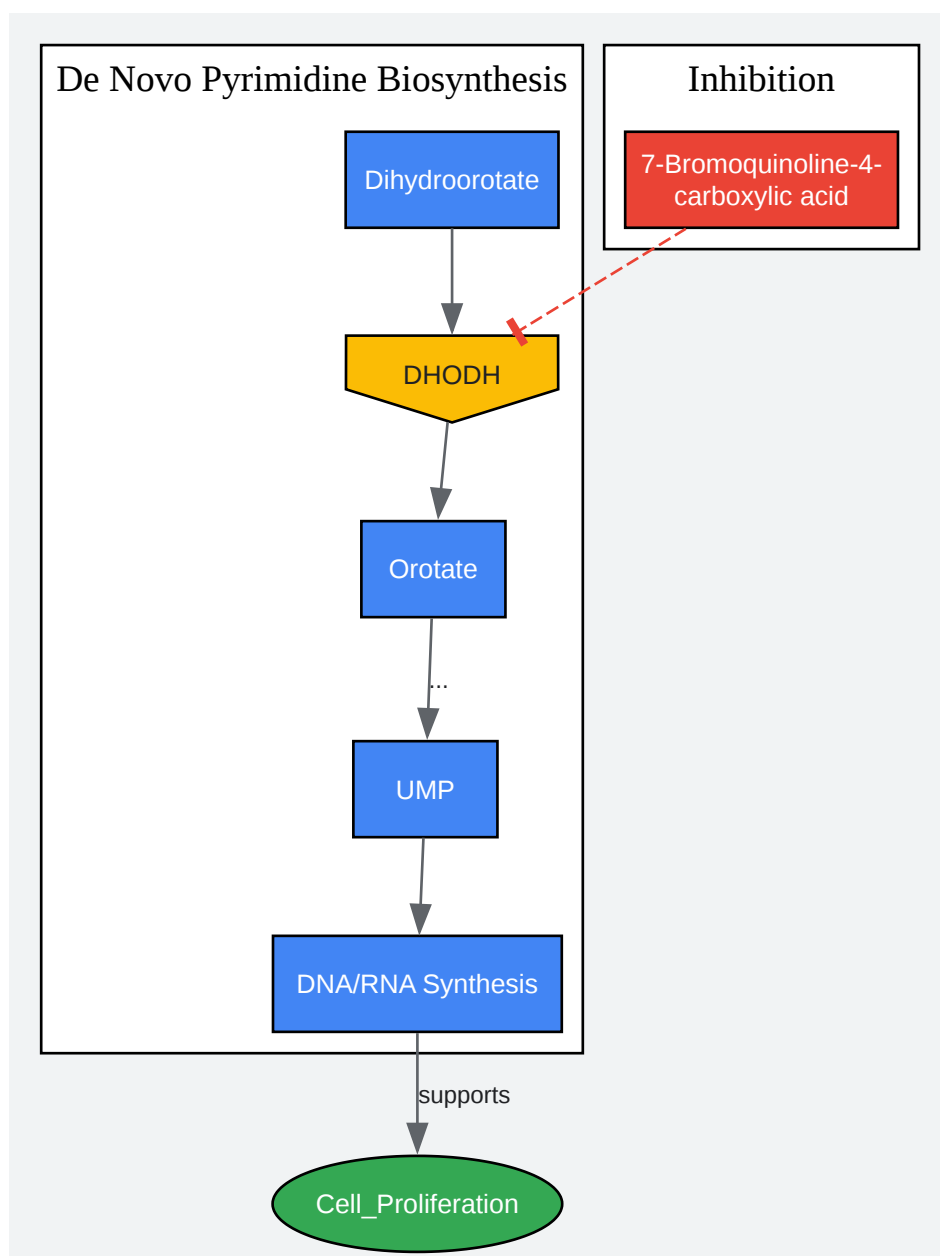 De Novo Pyrimidine Biosynthesis
Inhibition
Dihydroorotate
7-Bromoquinoline-4-
carboxylic acid
DHODH
Orotate
...
UMP
DNA/RNA Synthesis
supports
Cell_Proliferation